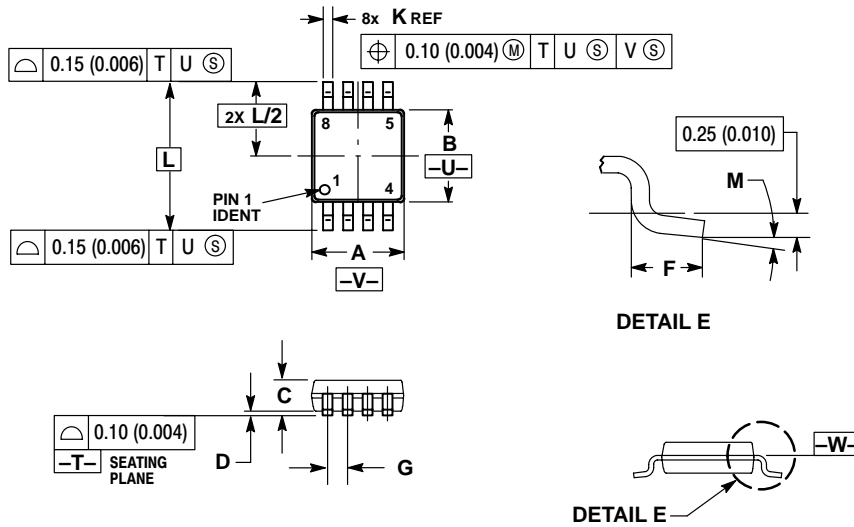 8x K REF
⌓ 0.15 (0.006) T U Ⓢ
⌖ 0.10 (0.004) Ⓜ T U Ⓢ V Ⓢ
2X L/2
8 5
B
–U–
L
PIN 1
IDENT
1
4
⌓ 0.15 (0.006) T U Ⓢ
A
–V–
0.25 (0.010)
M
F
DETAIL E
C
⌓ 0.10 (0.004)
–T– SEATING
PLANE
D
G
–W–
DETAIL E